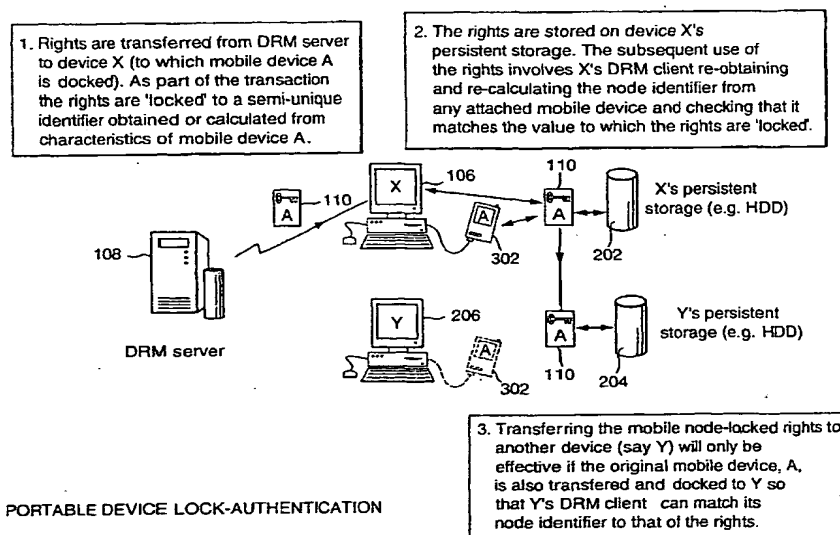 1. Rights are transferred from DRM server
to device X (to which mobile device A
is docked). As part of the transaction
the rights are 'locked' to a semi-unique
identifier obtained or calculated from
characteristics of mobile device A.
2. The rights are stored on device X's
persistent storage. The subsequent use of
the rights involves X's DRM client re-obtaining
and re-calculating the node identifier from
any attached mobile device and checking that it
matches the value to which the rights are 'locked'.
110
A
X
106
110
A
A
302
202
X's persistent
storage (e.g. HDD)
108
DRM server
Y
206
A
302
A
110
204
Y's persistent
storage (e.g. HDD)
3. Transferring the mobile node-locked rights to
another device (say Y) will only be
effective if the original mobile device, A,
is also transfered and docked to Y so
that Y's DRM client can match its
node identifier to that of the rights.
PORTABLE DEVICE LOCK-AUTHENTICATION